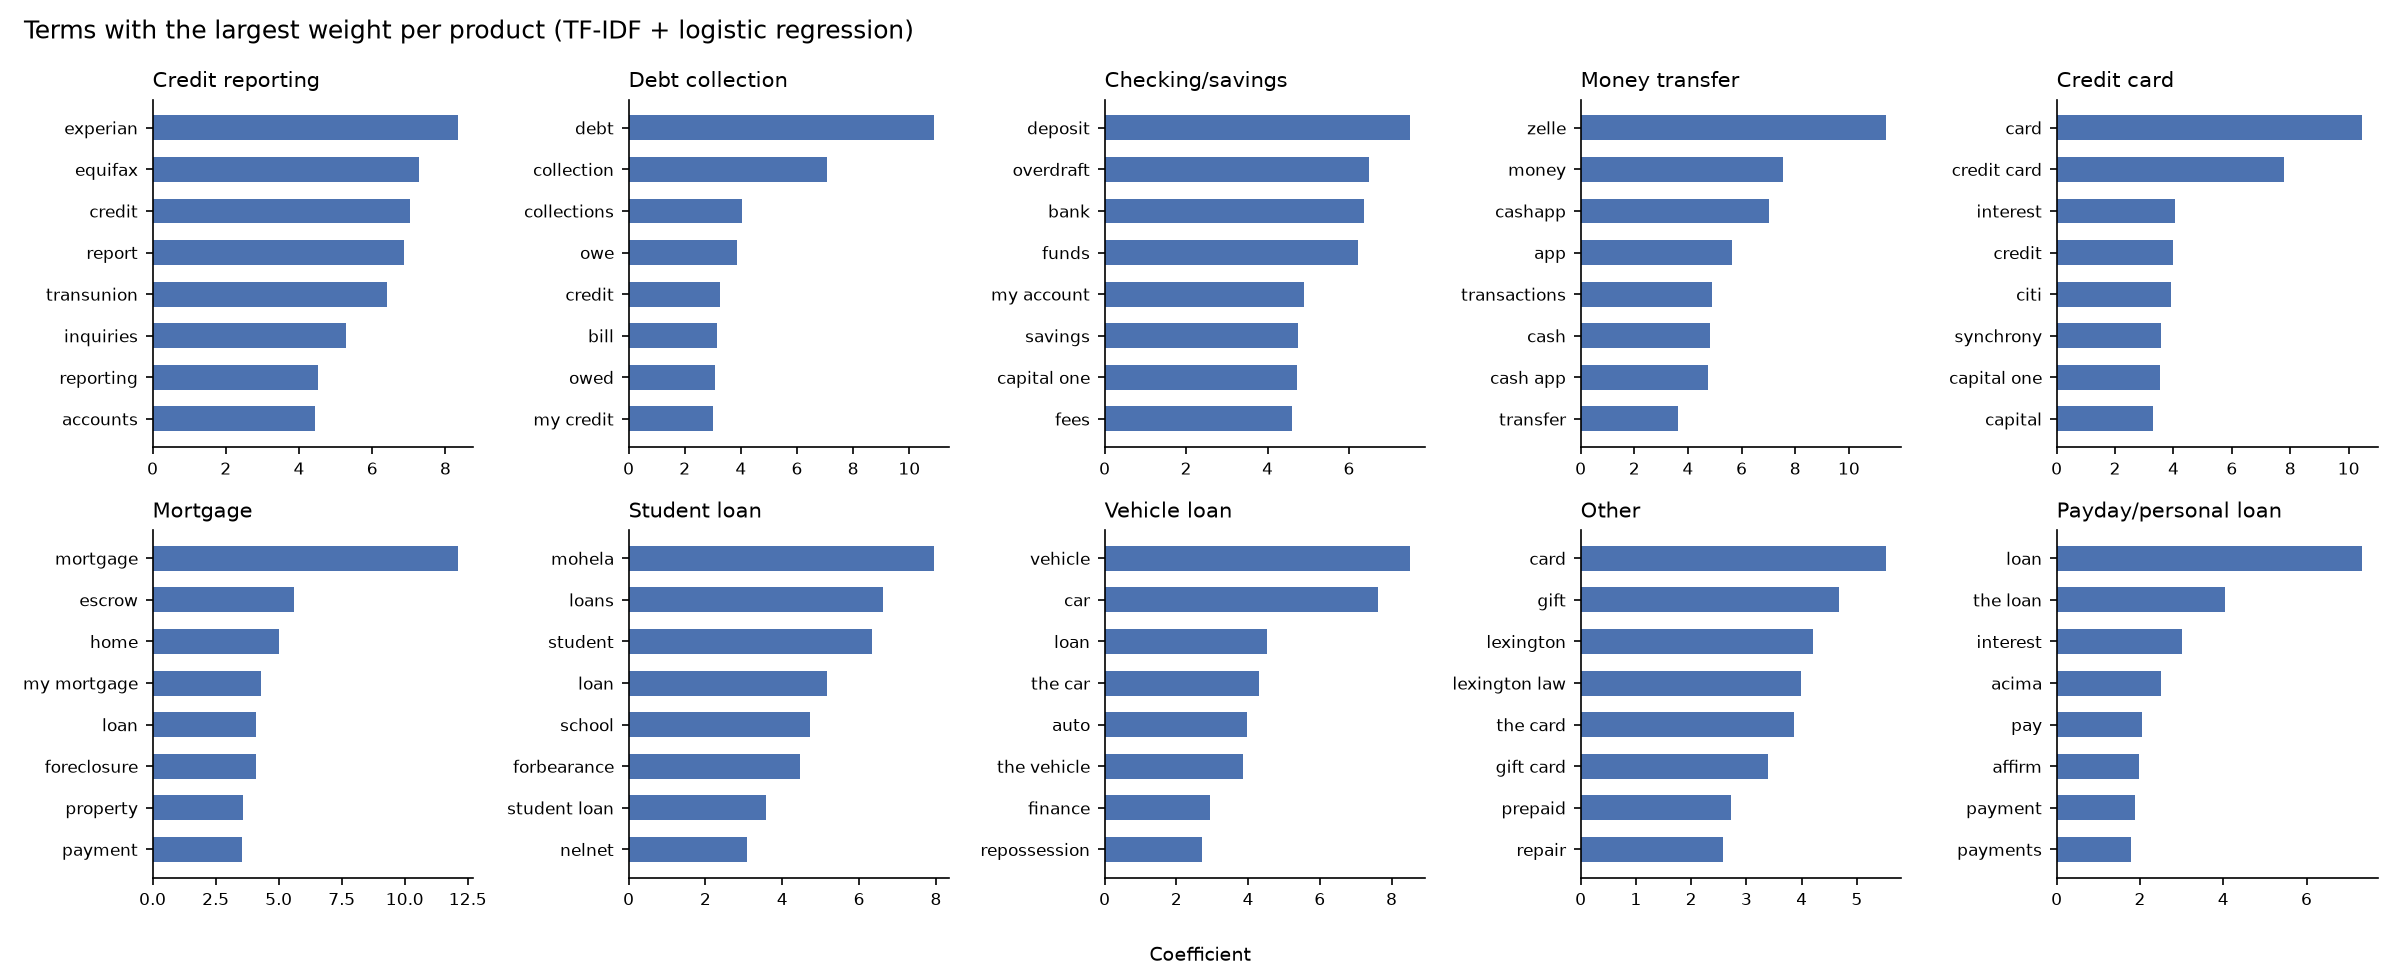 Terms with the largest weight per product (TF-IDF + logistic regression)
Credit reporting
experian
equifax
credit
report
transunion
inquiries
reporting
accounts
0 2 4 6 8
Debt collection
debt
collection
collections
owe
credit
bill
owed
my credit
0 2 4 6 8 10
Checking/savings
deposit
overdraft
bank
funds
my account
savings
capital one
fees
0 2 4 6
Money transfer
zelle
money
cashapp
app
transactions
cash
cash app
transfer
0 2 4 6 8 10
Credit card
card
credit card
interest
credit
citi
synchrony
capital one
capital
0 2 4 6 8 10
Mortgage
mortgage
escrow
home
my mortgage
loan
foreclosure
property
payment
0.0 2.5 5.0 7.5 10.0 12.5
Student loan
mohela
loans
student
loan
school
forbearance
student loan
nelnet
0 2 4 6 8
Vehicle loan
vehicle
car
loan
the car
auto
the vehicle
finance
repossession
0 2 4 6 8
Other
card
gift
lexington
lexington law
the card
gift card
prepaid
repair
0 1 2 3 4 5
Payday/personal loan
loan
the loan
interest
acima
pay
affirm
payment
payments
0 2 4 6
Coefficient